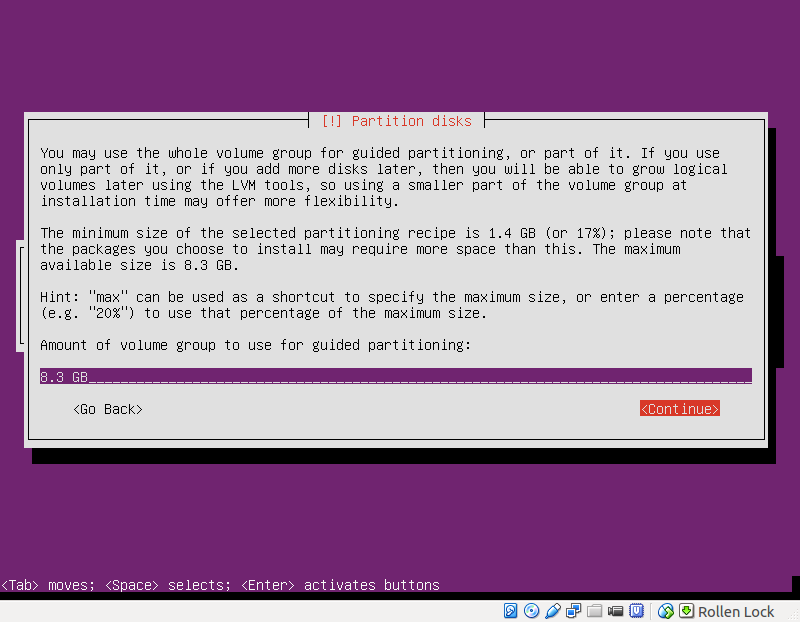 [!] Partition disks
You may use the whole volume group for guided partitioning, or part of it. If you use
only part of it, or if you add more disks later, then you will be able to grow logical
volumes later using the LVM tools, so using a smaller part of the volume group at
installation time may offer more flexibility.
The minimum size of the selected partitioning recipe is 1.4 GB (or 17%); please note that
the packages you choose to install may require more space than this. The maximum
available size is 8.3 GB.
Hint: "max" can be used as a shortcut to specify the maximum size, or enter a percentage
(e.g. "20%") to use that percentage of the maximum size.
Amount of volume group to use for guided partitioning:
8.3 GB
<Go Back> <Continue>
<Tab> moves; <Space> selects; <Enter> activates buttons
Rollen Lock